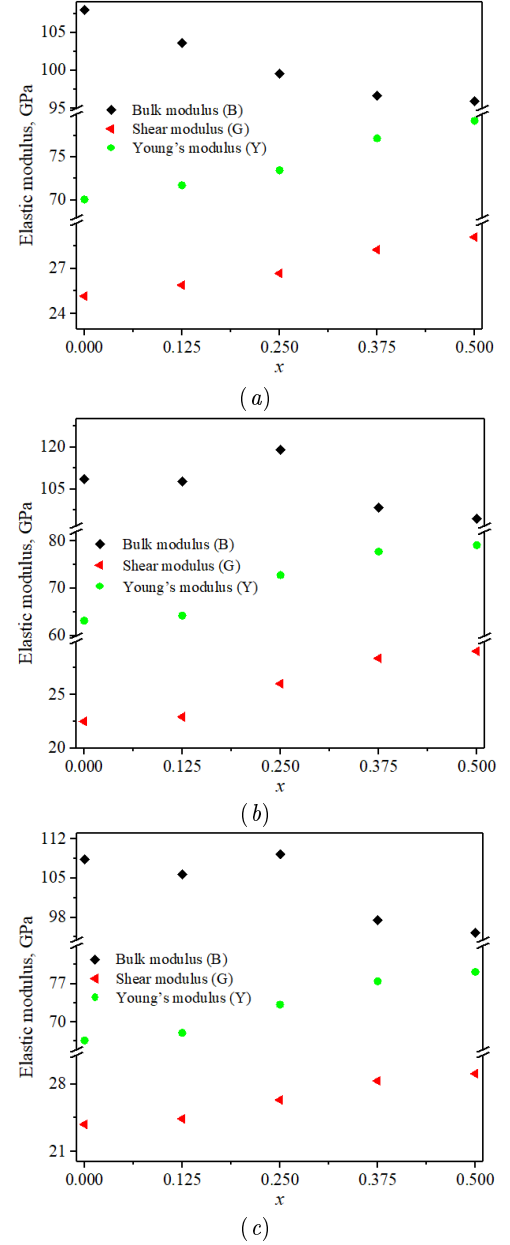 105
100
95
Bulk modulus (B)
Shear modulus (G)
Young’s modulus (Y)
75
70
27
24
Elastic modulus, GPa
0.000 0.125 0.250 0.375 0.500
x
(a)
120
105
80
Bulk modulus (B)
Shear modulus (G)
Young’s modulus (Y)
70
60
25
20
Elastic modulus, GPa
0.000 0.125 0.250 0.375 0.500
x
(b)
112
98
Bulk modulus (B)
Shear modulus (G)
Young’s modulus (Y)
77
70
28
21
Elastic modulus, GPa
0.000 0.125 0.250 0.375 0.500
x
(c)